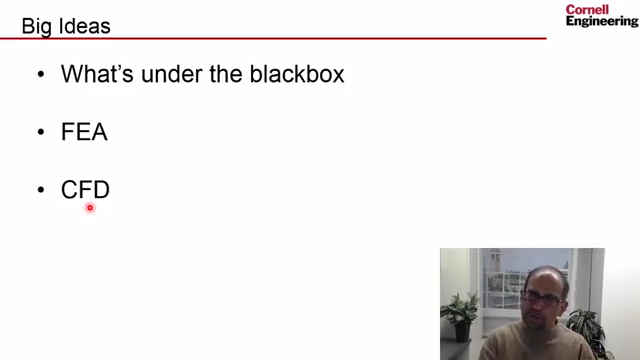 Big Ideas
Cornell
Engineering
• What's under the blackbox
• FEA
• CFD